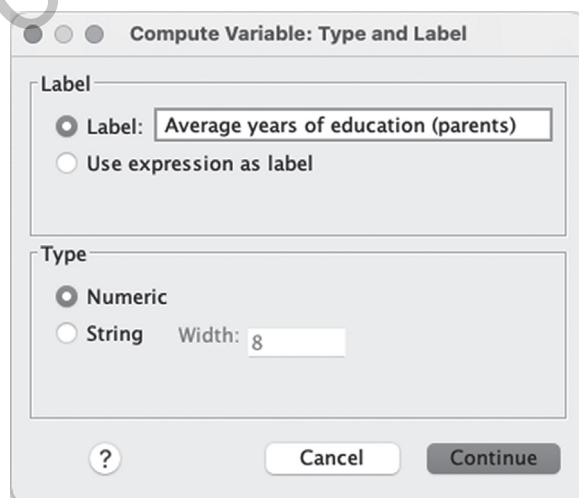 Compute Variable: Type and Label
Label
Label: Average years of education (parents)
Use expression as label
Type
Numeric
String Width: 8
? Cancel Continue